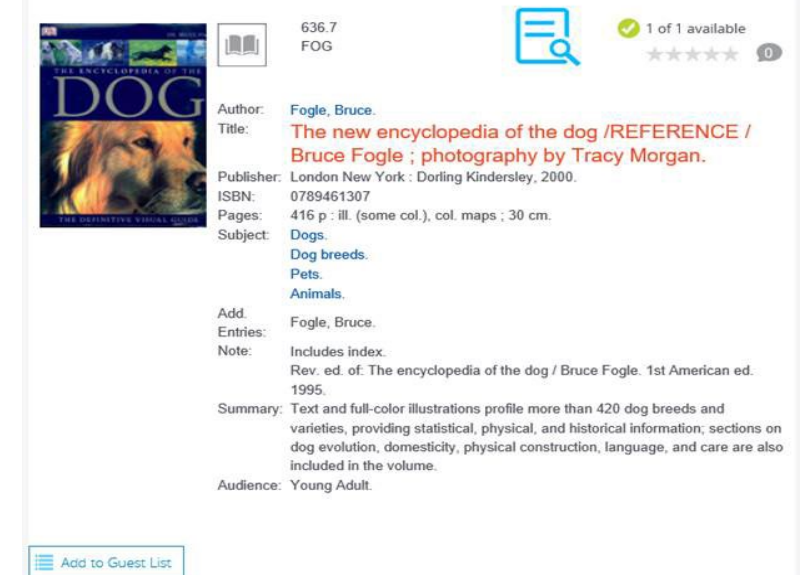 636.7
FOG
1 of 1 available
0
DK
THE ENCYCLOPEDIA OF THE
DOG
THE DEFINITIVE VISUAL GUIDE
Author: Fogle, Bruce.
Title: The new encyclopedia of the dog /REFERENCE /
Bruce Fogle ; photography by Tracy Morgan.
Publisher: London New York : Dorling Kindersley, 2000.
ISBN: 0789461307
Pages: 416 p : ill. (some col.), col. maps ; 30 cm.
Subject: Dogs.
Dog breeds.
Pets.
Animals.
Add.
Entries: Fogle, Bruce.
Note: Includes index.
Rev. ed. of: The encyclopedia of the dog / Bruce Fogle. 1st American ed.
1995.
Summary: Text and full-color illustrations profile more than 420 dog breeds and
varieties, providing statistical, physical, and historical information; sections on
dog evolution, domesticity, physical construction, language, and care are also
included in the volume.
Audience: Young Adult.
Add to Guest List